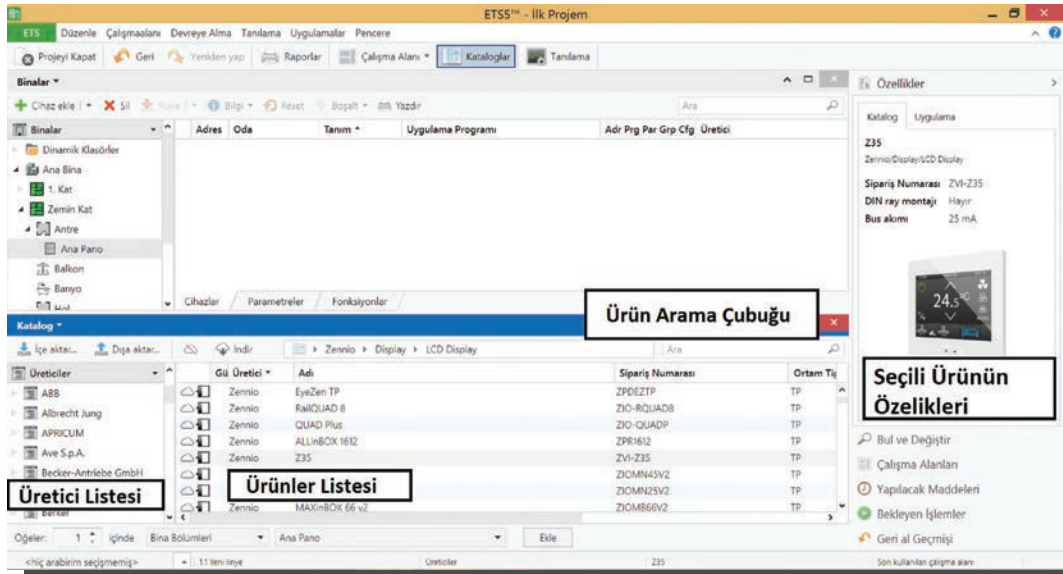 ETS5™ - İlk Projem
ETS Düzenle Çalışmaalanı Devreye Alma Tanılama Uygulamalar Pencere
Projeyi Kapat Geri Yeniden yap Raporlar Çalışma Alanı Kataloglar Tanılama
Binalar
Cihaz ekle Sil Bilgi Reset Boşalt Yazdır Ara
Binalar Adres Oda Tanım Uygulama Programı Adr Prg Par Grp Cfg Üretici
Dinamik Klasörler
Ana Bina
1. Kat
Zemin Kat
Antre
Ana Pano
Balkon
Banyo
Cihazlar Parametreler Fonksiyonlar
Ürün Arama Çubuğu
Katalog
İçe aktar... Dışa aktar... İndir Zennio Display LCD Display Ara
Üreticiler Gü Üretici Adı Sipariş Numarası Ortam Tip
ABB Zennio EyeZen TP ZPDEZTP TP
Albrecht Jung Zennio RailQUAD 8 ZIO-RQUAD8 TP
APRICUM Zennio QUAD Plus ZIO-QUADP TP
Ave S.p.A. Zennio ALLinBOX 1612 ZPR1612 TP
Becker-Antriebe GmbH Zennio Z35 ZVI-Z35 TP
ZIOMN45V2 TP
ZIOMN25V2 TP
Berker Zennio MAXinBOX 66 v2 ZIOMB66V2 TP
Üretici Listesi
Ürünler Listesi
Öğeler: 1 içinde Bina Bölümleri Ana Pano Ekle
<hiç arabirim seçişmemiş> 1.1 Yeni linye Üreticiler Z35 Son kullanılan çalışma alanı
Özellikler
Katalog Uygulama
Z35
Zennio/Display/LCD Display
Sipariş Numarası ZVI-Z35
DIN ray montajı Hayır
Bus akımı 25 mA
24.5 °C
Seçili Ürünün
Özelikleri
Bul ve Değiştir
Çalışma Alanları
Yapılacak Maddeleri
Bekleyen İşlemler
Geri al Geçmişi